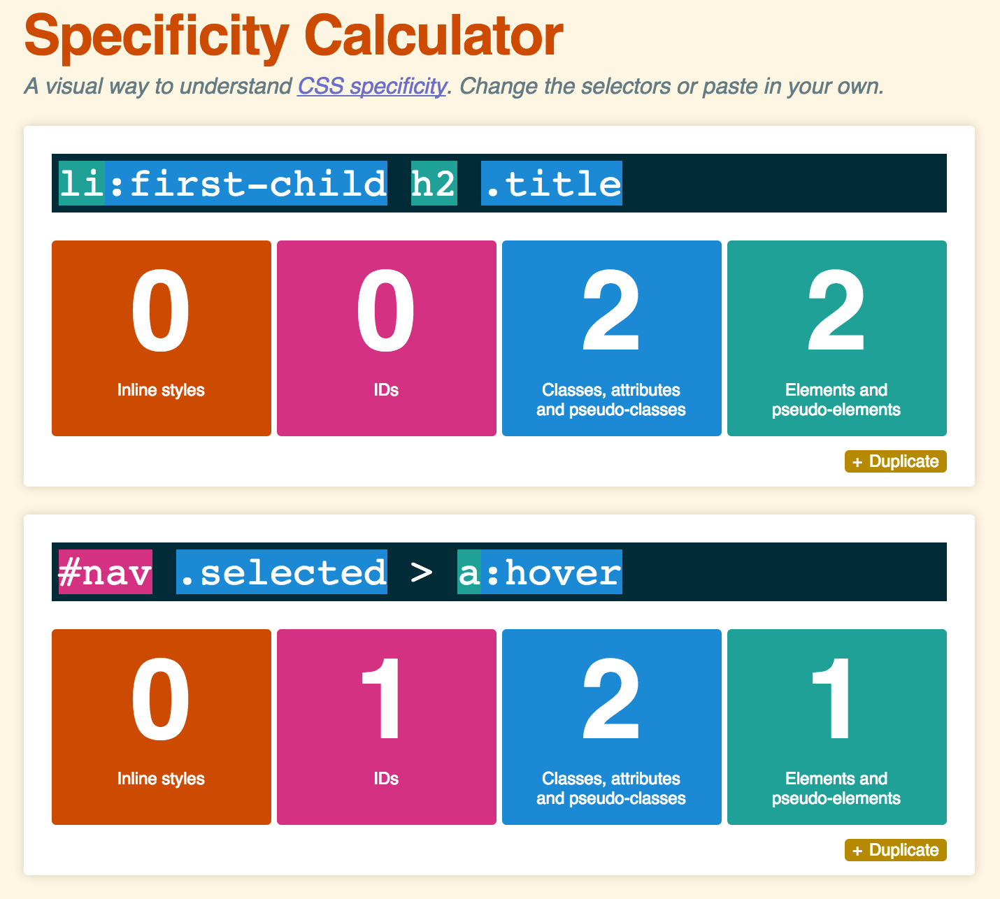 Specificity Calculator
A visual way to understand CSS specificity. Change the selectors or paste in your own.
li:first-child h2 .title
0 0 2 2
Inline styles IDs Classes, attributes and pseudo-classes Elements and pseudo-elements
+ Duplicate
#nav .selected > a:hover
0 1 2 1
Inline styles IDs Classes, attributes and pseudo-classes Elements and pseudo-elements
+ Duplicate